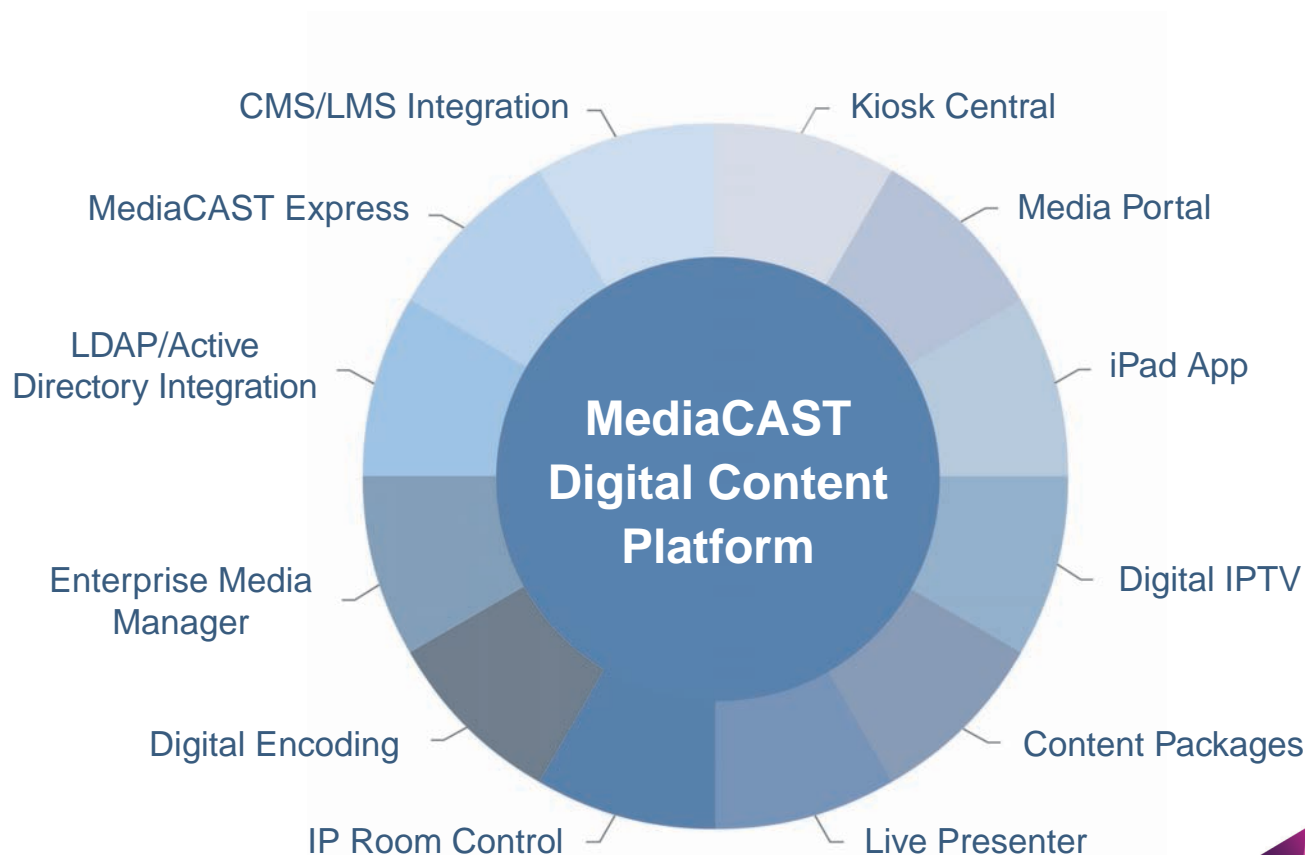 CMS/LMS Integration
Kiosk Central
MediaCAST Express
Media Portal
LDAP/Active
Directory Integration
iPad App
MediaCAST
Digital Content
Platform
Enterprise Media
Manager
Digital IPTV
Digital Encoding
Content Packages
IP Room Control
Live Presenter